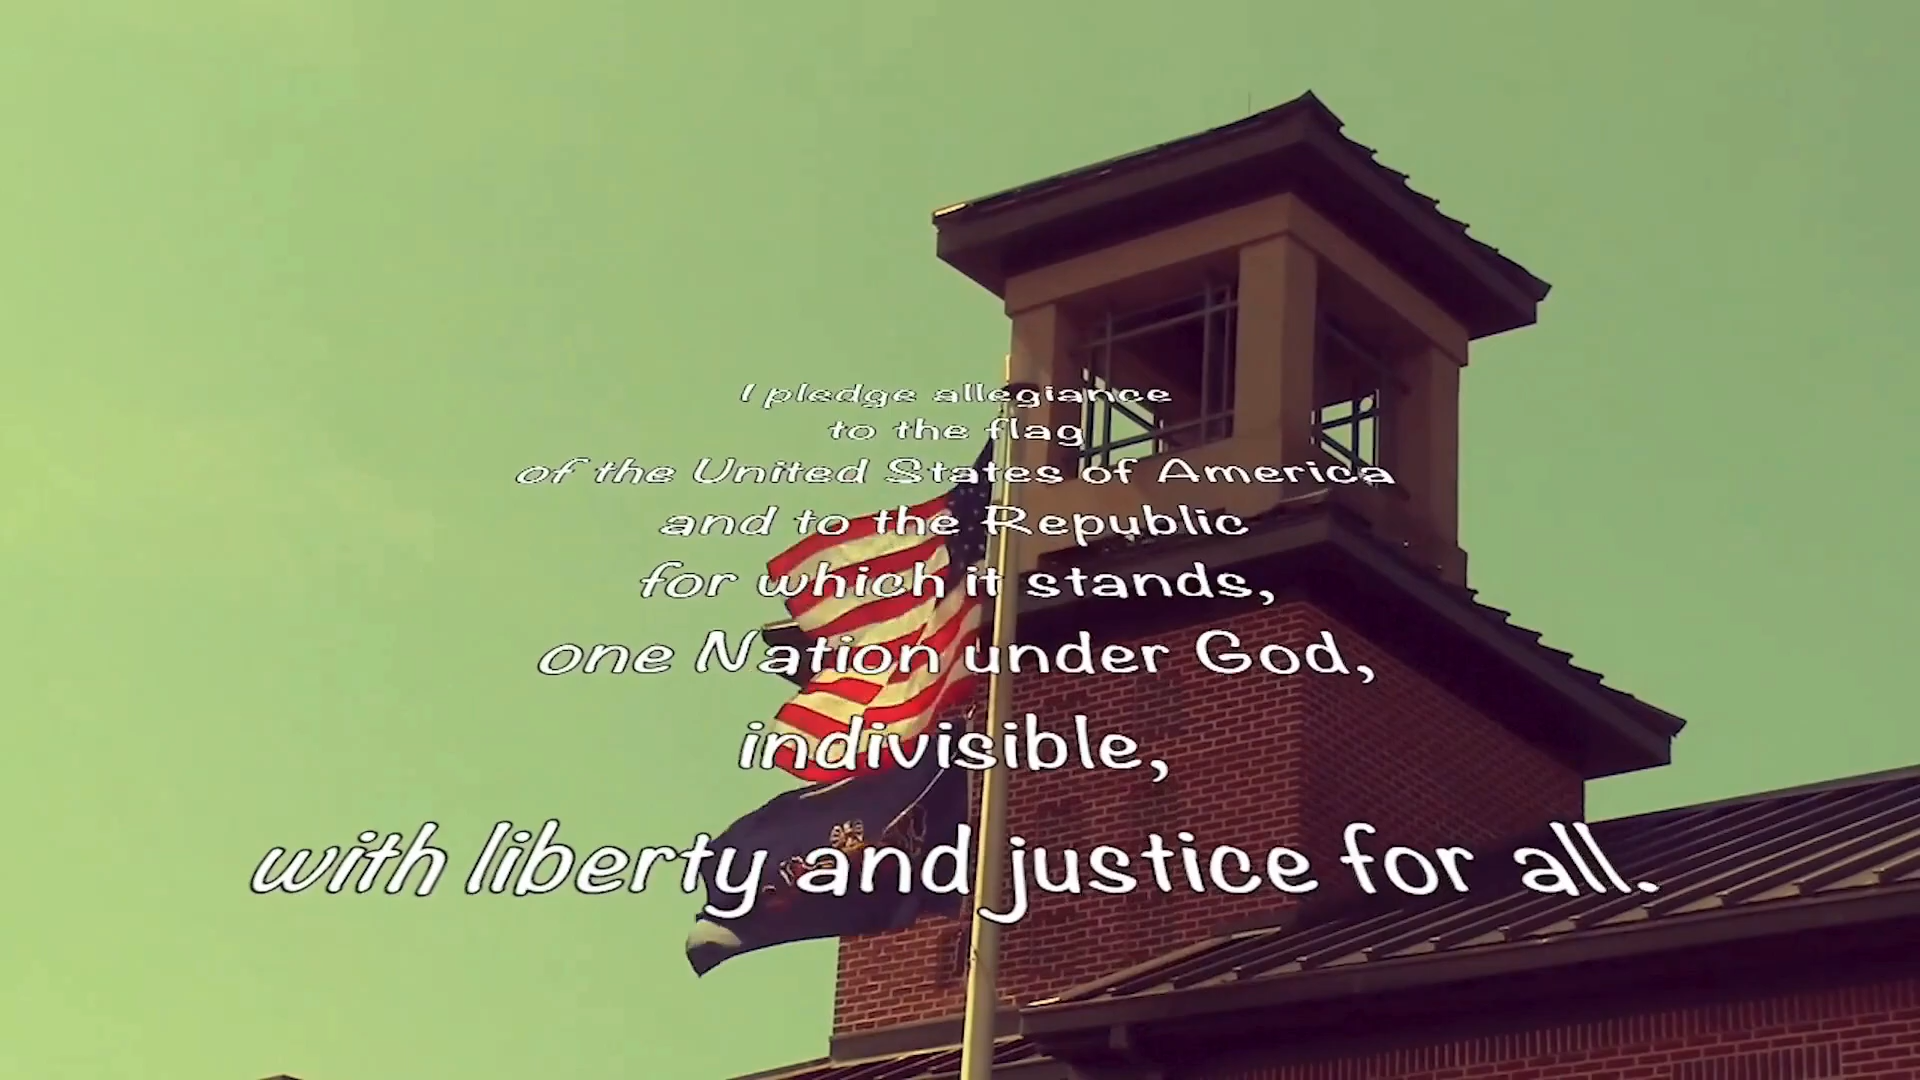 I pledge allegiance
to the flag
of the United States of America
and to the Republic
for which it stands,
one Nation under God,
indivisible,
with liberty and justice for all.